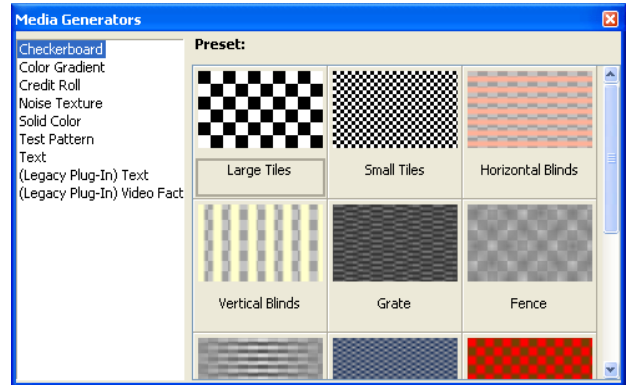 Media Generators
Checkerboard
Color Gradient
Credit Roll
Noise Texture
Solid Color
Test Pattern
Text
(Legacy Plug-In) Text
(Legacy Plug-In) Video Fact
Preset:
Large Tiles
Small Tiles
Horizontal Blinds
Vertical Blinds
Grate
Fence